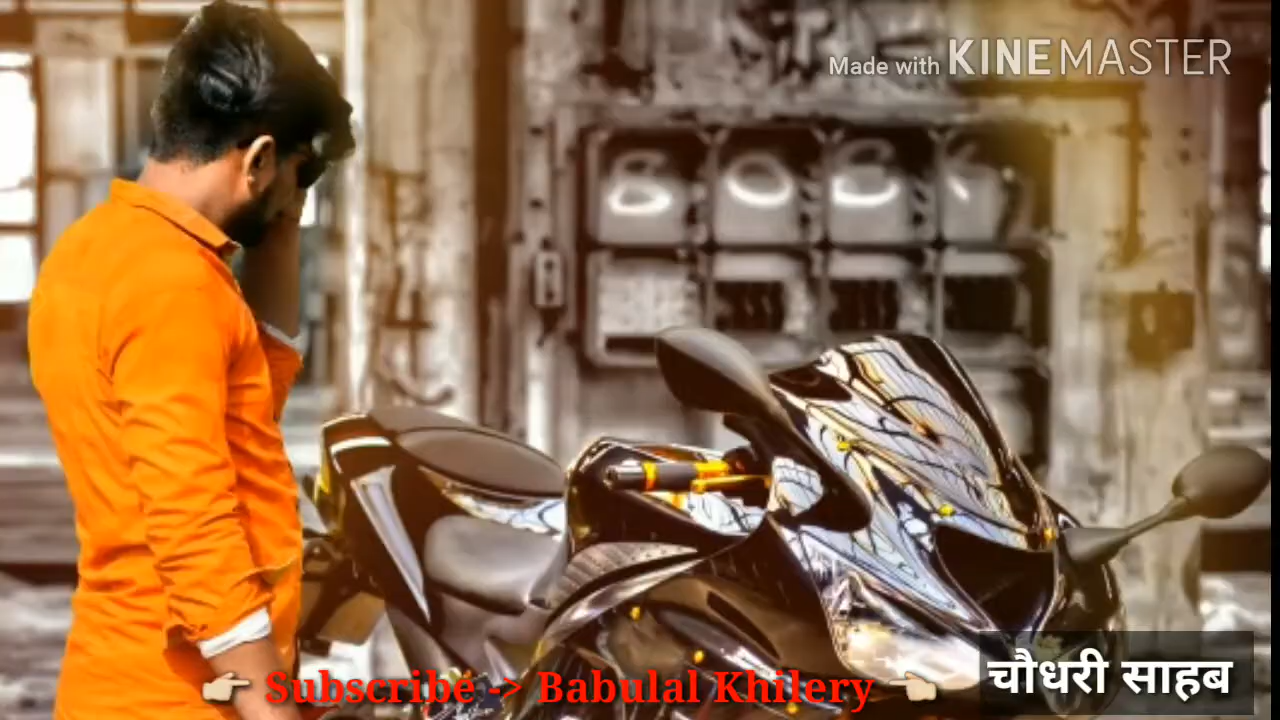 Made with KINEMASTER
👉 Subscribe -> Babulal Khilery 👈
चौधरी साहब